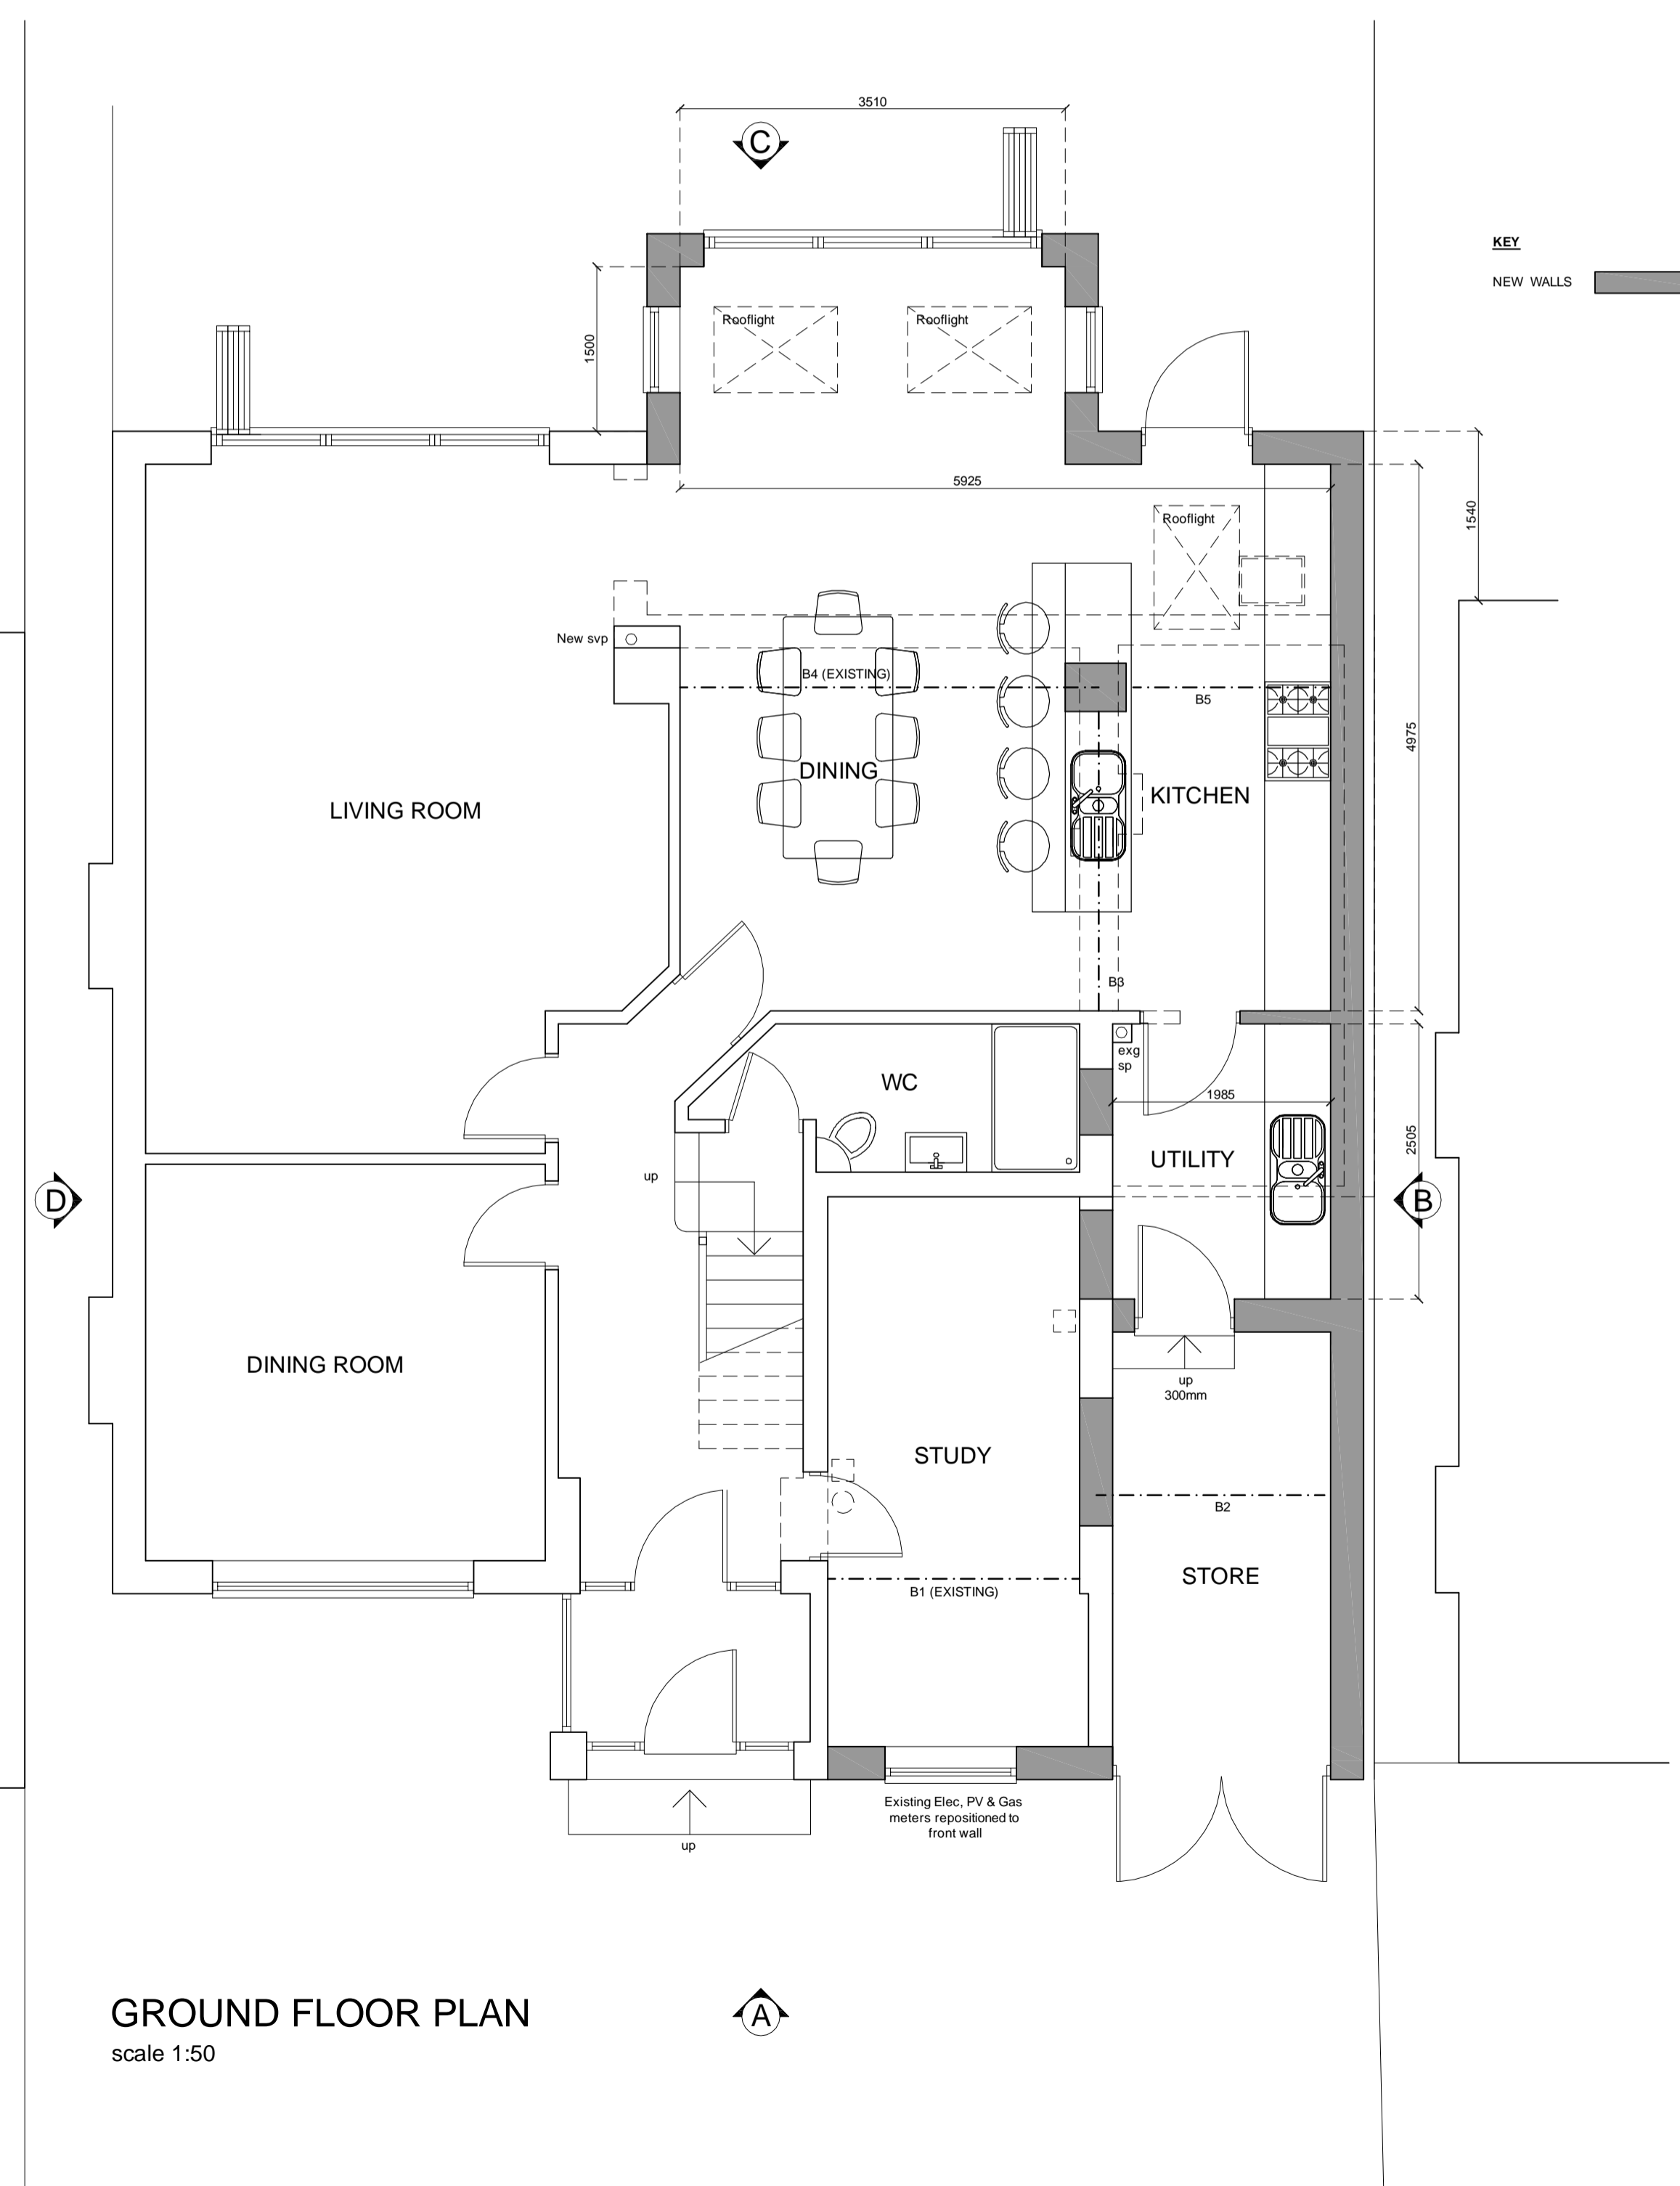 3510
C
KEY
NEW WALLS
Rooflight
Rooflight
1500
5925
Rooflight
1540
New svp
B4 (EXISTING)
B5
4975
DINING
KITCHEN
LIVING ROOM
B3
exg
sp
WC
1985
2505
UTILITY
up
D
B
DINING ROOM
up
300mm
STUDY
B2
STORE
B1 (EXISTING)
Existing Elec, PV & Gas
meters repositioned to
front wall
up
GROUND FLOOR PLAN
A
scale 1:50